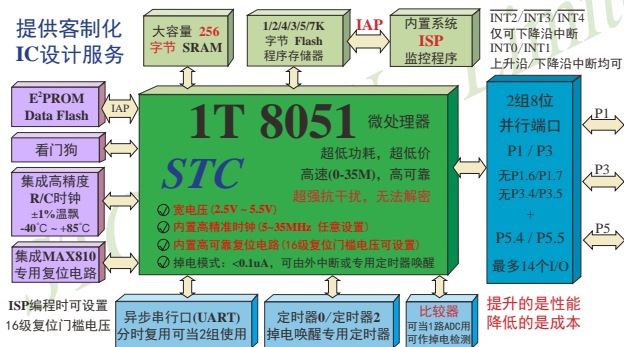 提供客制化
IC设计服务
大容量 256
字节 SRAM
1/2/4/3/5/7K
字节 Flash
程序存储器
IAP
内置系统
ISP
监控程序
INT2 / INT3 / INT4
仅可下降沿中断
INT0 / INT1
上升沿/下降沿中断均可
E²PROM
Data Flash
IAP
看门狗
集成高精度
R/C时钟
±1%温飘
-40℃ ~ +85℃
集成MAX810
专用复位电路
ISP编程时可设置
16级复位门槛电压
1T 8051 微处理器
STC
超低功耗，超低价
高速(0-35M)，高可靠
超强抗干扰，无法解密
宽电压(2.5V ~ 5.5V)
内置高精准时钟(5~35MHz 任意设置)
内置高可靠复位电路(16级复位门槛电压可设置)
掉电模式：<0.1uA，可由外中断或专用定时器唤醒
2组8位
并行端口
P1 / P3
无P1.6/P1.7
无P3.4/P3.5
+
P5.4 / P5.5
最多14个I/O
P1
P3
P5
异步串行口(UART)
分时复用可当2组使用
定时器0/定时器2
掉电唤醒专用定时器
比较器
可当1路ADC用
可作掉电检测
提升的是性能
降低的是成本